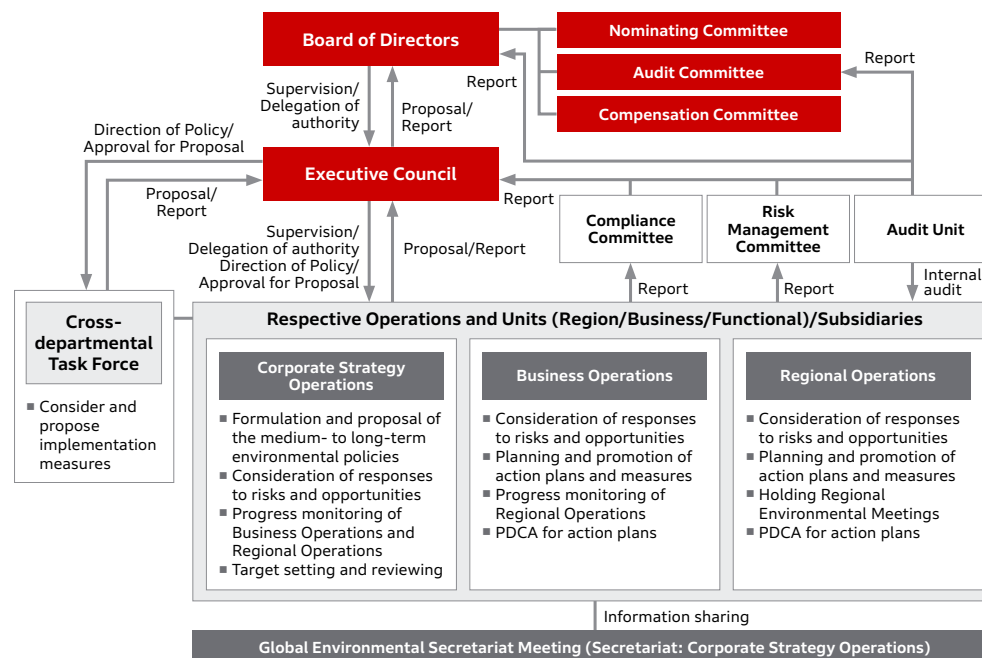 Board of Directors
Nominating Committee
Audit Committee
Compensation Committee
Report
Report
Supervision/
Delegation of
authority
Proposal/
Report
Direction of Policy/
Approval for Proposal
Executive Council
Proposal/
Report
Report
Compliance
Committee
Risk
Management
Committee
Audit Unit
Supervision/
Delegation of authority
Direction of Policy/
Approval for Proposal
Proposal/Report
Report
Report
Internal
audit
Cross-
departmental
Task Force
■ Consider and
propose
implementation
measures
Respective Operations and Units (Region/Business/Functional)/Subsidiaries
Corporate Strategy
Operations
■ Formulation and proposal of
the medium- to long-term
environmental policies
■ Consideration of responses
to risks and opportunities
■ Progress monitoring of
Business Operations and
Regional Operations
■ Target setting and reviewing
Business Operations
■ Consideration of responses
to risks and opportunities
■ Planning and promotion of
action plans and measures
■ Progress monitoring of
Regional Operations
■ PDCA for action plans
Regional Operations
■ Consideration of responses
to risks and opportunities
■ Planning and promotion of
action plans and measures
■ Holding Regional
Environmental Meetings
■ PDCA for action plans
Information sharing
Global Environmental Secretariat Meeting (Secretariat: Corporate Strategy Operations)